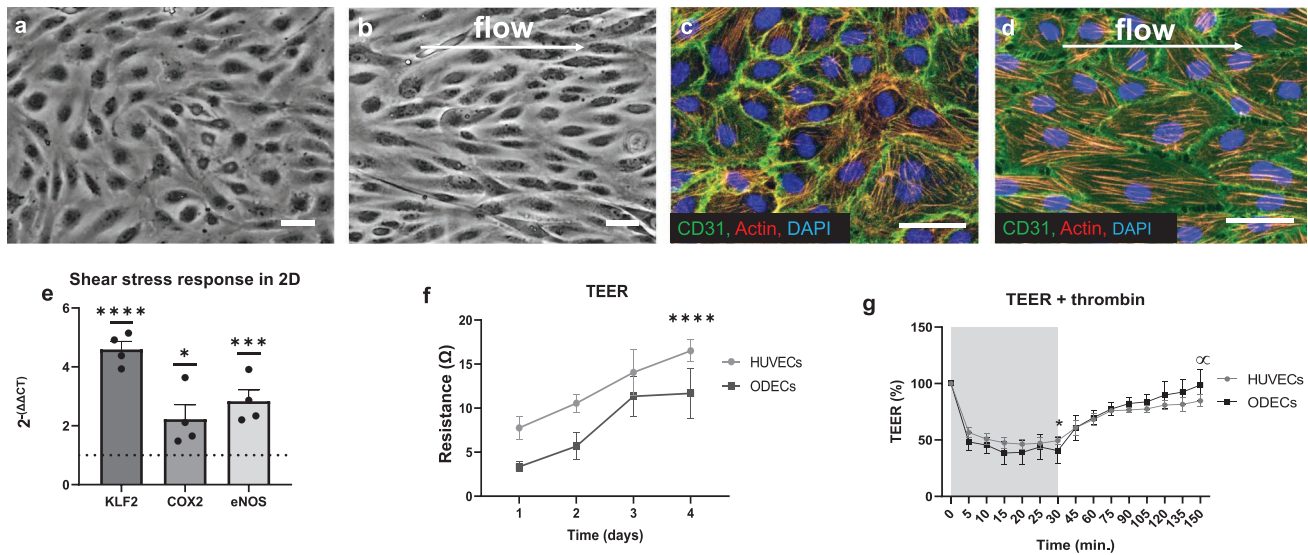 a
b
flow
c
CD31, Actin, DAPI
d
flow
CD31, Actin, DAPI
e
Shear stress response in 2D
2-(ΔΔCT)
6
4
2
0
****
*
***
KLF2
COX2
eNOS
f
TEER
Resistance (Ω)
20
15
10
5
0
****
1
2
3
4
Time (days)
HUVECs
ODECs
g
TEER + thrombin
TEER (%)
150
100
50
0
*
∝
0
5
10
15
20
25
30
45
60
75
90
105
120
135
150
Time (min.)
HUVECs
ODECs